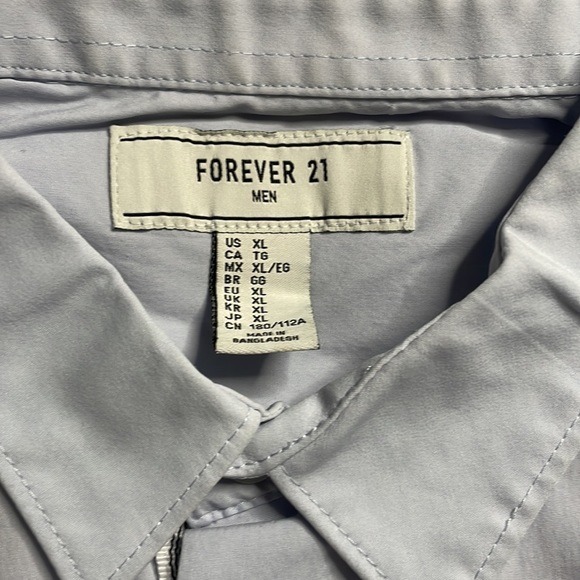 FOREVER 21
MEN
US XL
CA TG
MX XL/EG
BR GG
EU XL
UK XL
KR XL
JP XL
CN 180/112A
MADE IN
BANGLADESH